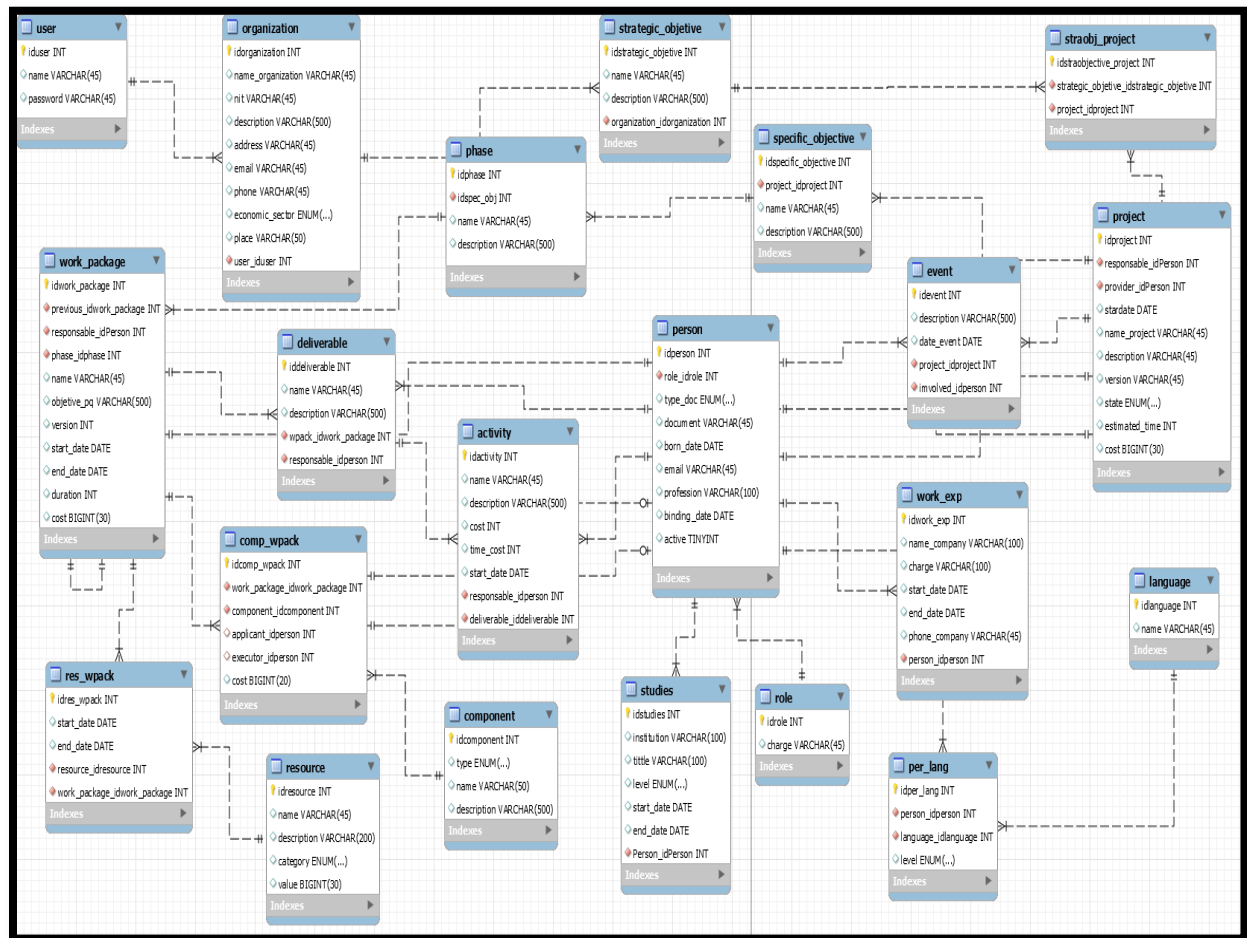 user
iduser INT
name VARCHAR(45)
password VARCHAR(45)
Indexes
organization
idorganization INT
name_organization VARCHAR(45)
nit VARCHAR(45)
description VARCHAR(500)
address VARCHAR(45)
email VARCHAR(45)
phone VARCHAR(45)
economic_sector ENUM(...)
place VARCHAR(50)
user_iduser INT
Indexes
strategic_objetive
idstrategic_objetive INT
name VARCHAR(45)
description VARCHAR(500)
organization_idorganization INT
Indexes
straobj_project
idstraobjective_project INT
strategic_objetive_idstrategic_objetive INT
project_idproject INT
Indexes
phase
idphase INT
idspec_obj INT
name VARCHAR(45)
description VARCHAR(500)
Indexes
specific_objective
idspecific_objective INT
project_idproject INT
name VARCHAR(45)
description VARCHAR(500)
Indexes
project
idproject INT
responsable_idPerson INT
provider_idPerson INT
stardate DATE
name_project VARCHAR(45)
description VARCHAR(45)
version VARCHAR(45)
state ENUM(...)
estimated_time INT
cost BIGINT(30)
Indexes
work_package
idwork_package INT
previous_idwork_package INT
responsable_idPerson INT
phase_idphase INT
name VARCHAR(45)
objetive_pq VARCHAR(500)
version INT
start_date DATE
end_date DATE
duration INT
cost BIGINT(30)
Indexes
event
idevent INT
description VARCHAR(500)
date_event DATE
project_idproject INT
imvolved_idperson INT
Indexes
deliverable
iddeliverable INT
name VARCHAR(45)
description VARCHAR(500)
wpack_idwork_package INT
responsable_idperson INT
Indexes
person
idperson INT
role_idrole INT
type_doc ENUM(...)
document VARCHAR(45)
born_date DATE
email VARCHAR(45)
profession VARCHAR(100)
binding_date DATE
active TINYINT
Indexes
activity
idactivity INT
name VARCHAR(45)
description VARCHAR(500)
cost INT
time_cost INT
start_date DATE
responsable_idperson INT
deliverable_iddeliverable INT
Indexes
work_exp
idwork_exp INT
name_company VARCHAR(100)
charge VARCHAR(100)
start_date DATE
end_date DATE
phone_company VARCHAR(45)
person_idperson INT
Indexes
comp_wpack
idcomp_wpack INT
work_package_idwork_package INT
component_idcomponent INT
applicant_idperson INT
executor_idperson INT
cost BIGINT(20)
Indexes
language
idlanguage INT
name VARCHAR(45)
Indexes
res_wpack
idres_wpack INT
start_date DATE
end_date DATE
resource_idresource INT
work_package_idwork_package INT
Indexes
studies
idstudies INT
institution VARCHAR(100)
tittle VARCHAR(100)
level ENUM(...)
start_date DATE
end_date DATE
Person_idPerson INT
Indexes
role
idrole INT
charge VARCHAR(45)
Indexes
component
idcomponent INT
type ENUM(...)
name VARCHAR(50)
description VARCHAR(500)
Indexes
resource
idresource INT
name VARCHAR(45)
description VARCHAR(200)
category ENUM(...)
value BIGINT(30)
Indexes
per_lang
idper_lang INT
person_idperson INT
language_idlanguage INT
level ENUM(...)
Indexes